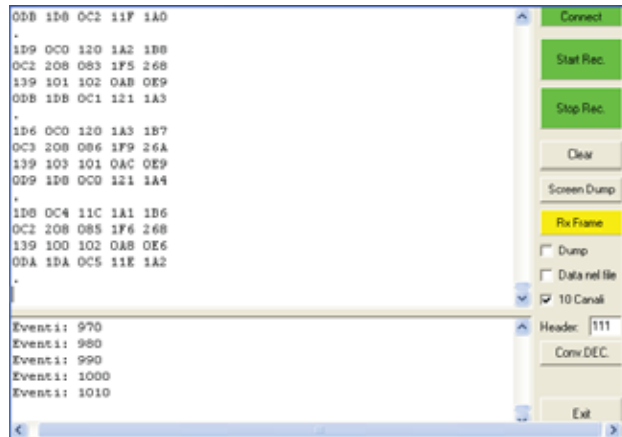 0DB 1D8 0C2 11F 1A0
.
1D9 0C0 120 1A2 1B8
0C2 208 083 1F5 268
139 101 102 0AB 0E9
0DB 1DB 0C1 121 1A3
.
1D6 0C0 120 1A3 1B7
0C3 208 086 1F9 26A
139 103 101 0AC 0E9
0D9 1D8 0C0 121 1A4
.
1D8 0C4 11C 1A1 1B6
0C2 208 085 1F6 268
139 100 102 0A8 0E6
0DA 1DA 0C5 11E 1A2
.
Eventi: 970
Eventi: 980
Eventi: 990
Eventi: 1000
Eventi: 1010
Connect
Start Rec.
Stop Rec.
Clear
Screen Dump
Rx Frame
Dump
Data nel file
10 Canali
Header: 111
Conv.DEC.
Exit